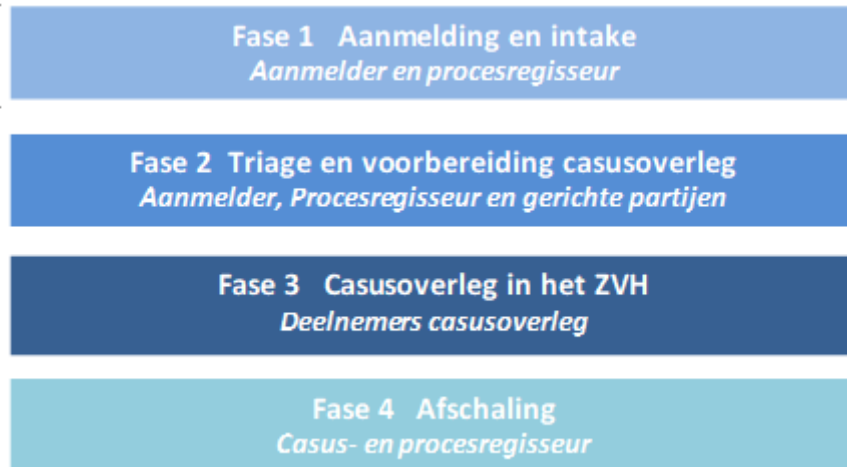 Fase 1 Aanmelding en intake
Aanmelder en procesregisseur
Fase 2 Triage en voorbereiding casusoverleg
Aanmelder, Procesregisseur en gerichte partijen
Fase 3 Casusoverleg in het ZVH
Deelnemers casusoverleg
Fase 4 Afschaling
Casus- en procesregisseur